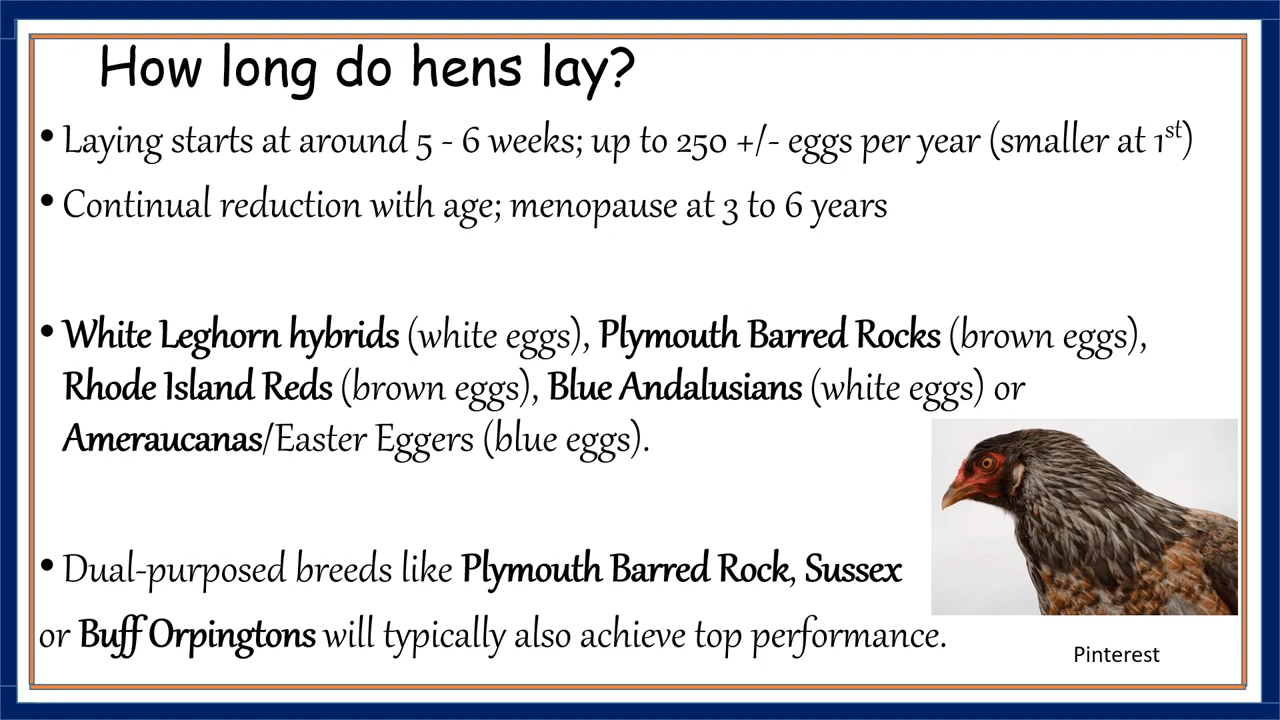 How long do hens lay?
• Laying starts at around 5 - 6 weeks; up to 250 +/- eggs per year (smaller at 1st)
• Continual reduction with age; menopause at 3 to 6 years
• White Leghorn hybrids (white eggs), Plymouth Barred Rocks (brown eggs),
Rhode Island Reds (brown eggs), Blue Andalusians (white eggs) or
Ameraucanas/Easter Eggers (blue eggs).
• Dual-purposed breeds like Plymouth Barred Rock, Sussex
or Buff Orpingtons will typically also achieve top performance.
Pinterest